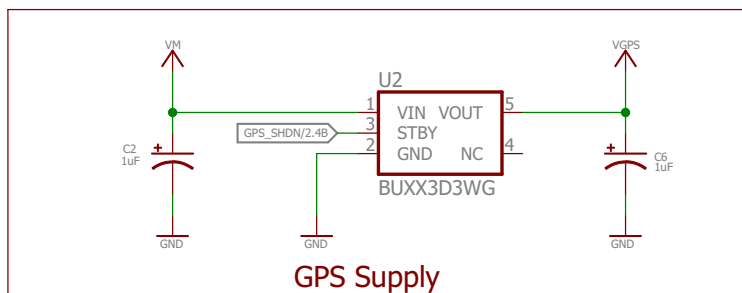 VM
VGPS
U2
1 VIN VOUT 5
GPS_SHDN/2.4B 3 STBY
2 GND NC 4
C2
1uF
C6
1uF
BUXX3D3WG
GND
GND
GND
GPS Supply